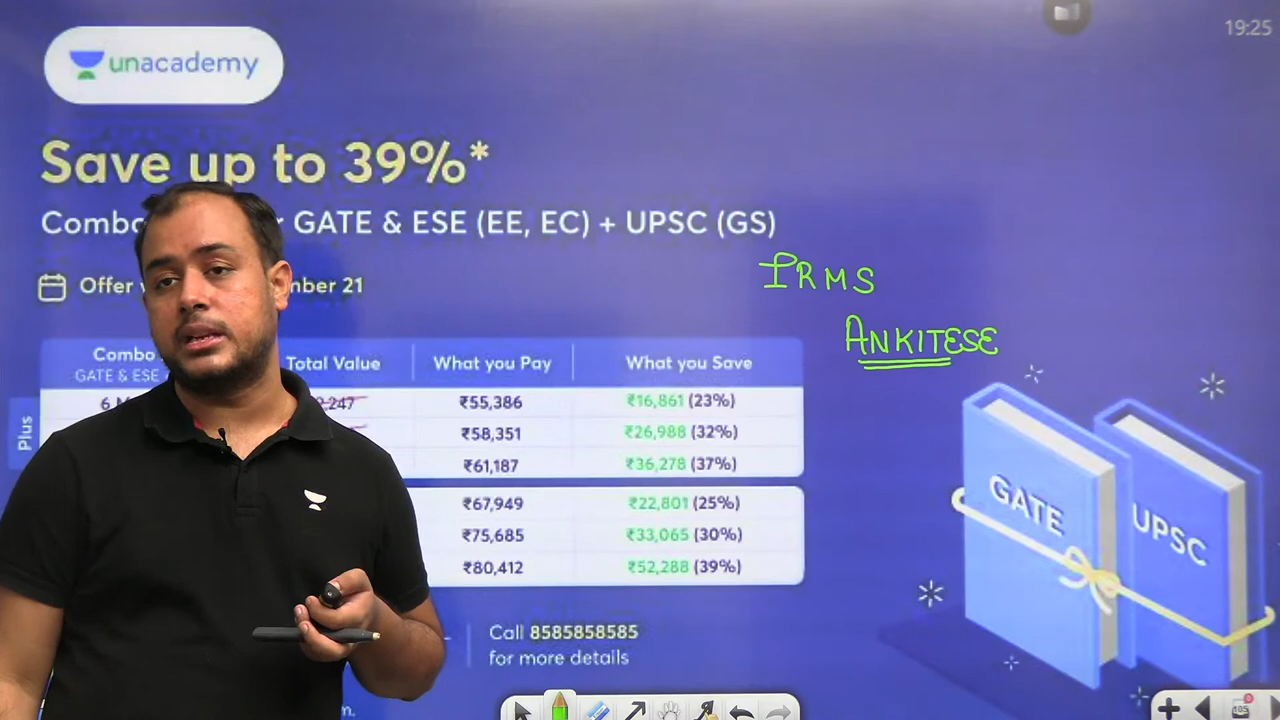 unacademy
19:25
Save up to 39%*
GATE & ESE (EE, EC) + UPSC (GS)
IRMS
Offer 21
ANKITESE
Combo Total Value What you Pay What you Save
GATE & ESE
Plus
6 ₹55,386 ₹16,861 (23%)
₹58,351 ₹26,988 (32%)
₹61,187 ₹36,278 (37%)
₹67,949 ₹22,801 (25%)
₹75,685 ₹33,065 (30%)
₹80,412 ₹52,288 (39%)
GATE
UPSC
Call 8585858585
for more details